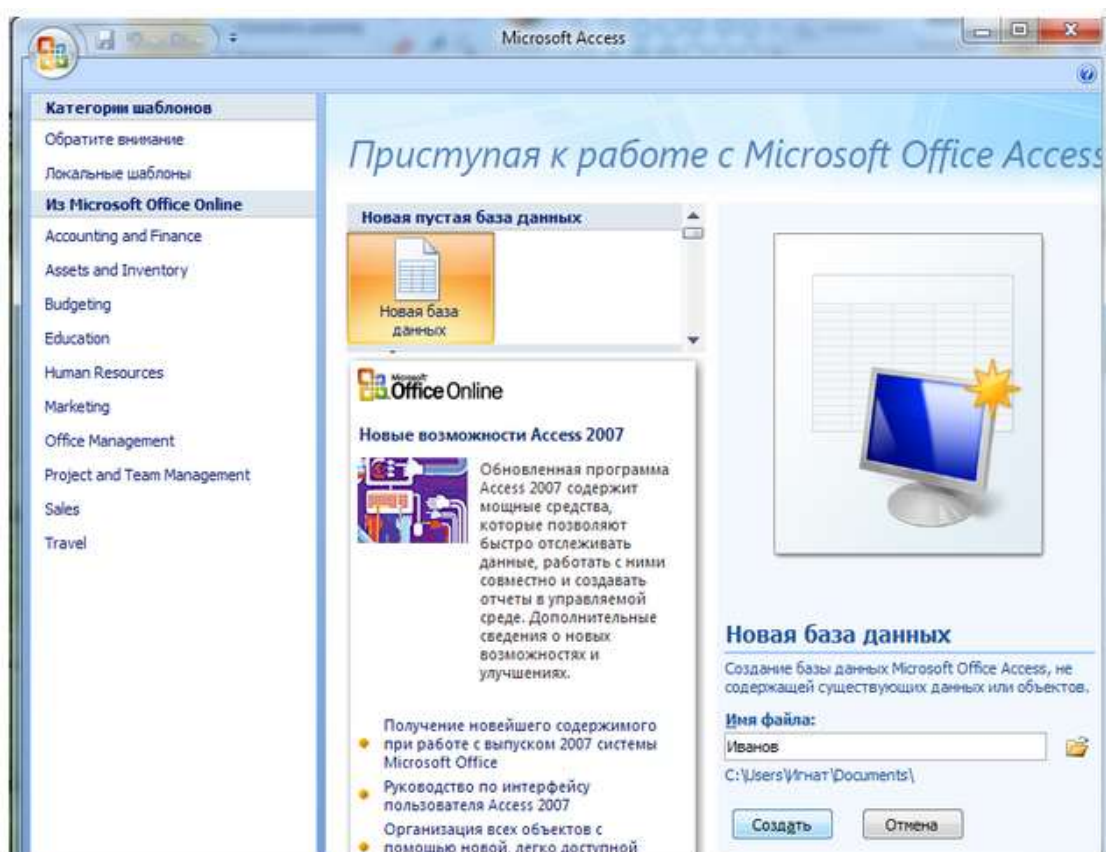 Microsoft Access
Категории шаблонов
Обратите внимание
Локальные шаблоны
Из Microsoft Office Online
Accounting and Finance
Assets and Inventory
Budgeting
Education
Human Resources
Marketing
Office Management
Project and Team Management
Sales
Travel
Приступая к работе с Microsoft Office Access
Новая пустая база данных
Новая база
данных
Microsoft
Office Online
Новые возможности Access 2007
Обновленная программа
Access 2007 содержит
мощные средства,
которые позволяют
быстро отслеживать
данные, работать с ними
совместно и создавать
отчеты в управляемой
среде. Дополнительные
сведения о новых
возможностях и
улучшениях.
Получение новейшего содержимого
при работе с выпуском 2007 системы
Microsoft Office
Руководство по интерфейсу
пользователя Access 2007
Организация всех объектов с
помощью новой, легко доступной
Новая база данных
Создание базы данных Microsoft Office Access, не
содержащей существующих данных или объектов.
Имя файла:
Иванов
C:\Users\Игнат\Documents\
Создать
Отмена